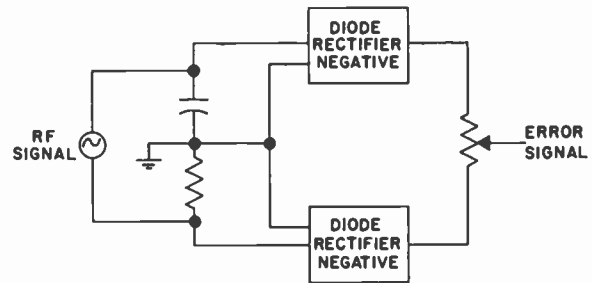 DIODE
RECTIFIER
NEGATIVE
RF
SIGNAL
ERROR
SIGNAL
DIODE
RECTIFIER
NEGATIVE